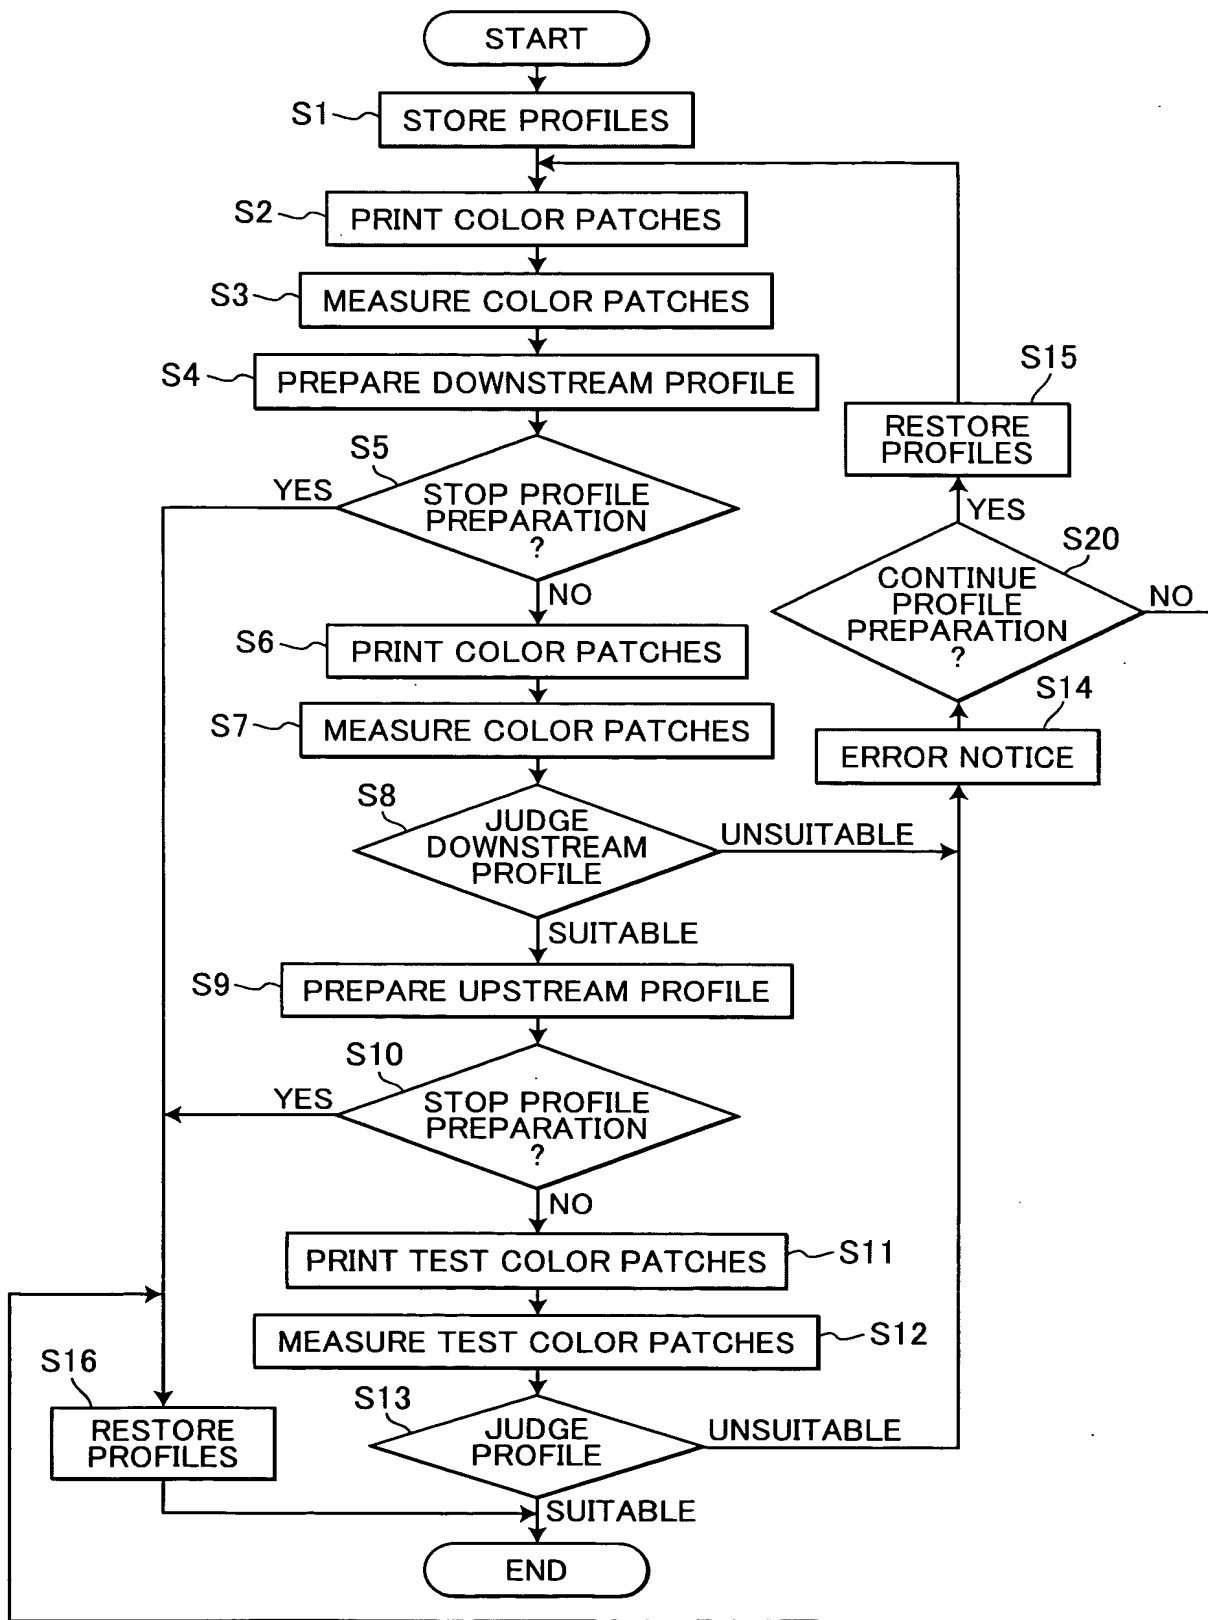 START
S1
STORE PROFILES
S2
PRINT COLOR PATCHES
S3
MEASURE COLOR PATCHES
S4
PREPARE DOWNSTREAM PROFILE
S5
YES
STOP PROFILE
PREPARATION
?
NO
S6
PRINT COLOR PATCHES
S7
MEASURE COLOR PATCHES
S8
JUDGE
DOWNSTREAM
PROFILE
UNSUITABLE
SUITABLE
S9
PREPARE UPSTREAM PROFILE
S10
YES
STOP PROFILE
PREPARATION
?
NO
PRINT TEST COLOR PATCHES
S11
MEASURE TEST COLOR PATCHES
S12
S13
JUDGE
PROFILE
UNSUITABLE
SUITABLE
END
S14
ERROR NOTICE
S20
CONTINUE
PROFILE
PREPARATION
?
NO
YES
S15
RESTORE
PROFILES
S16
RESTORE
PROFILES